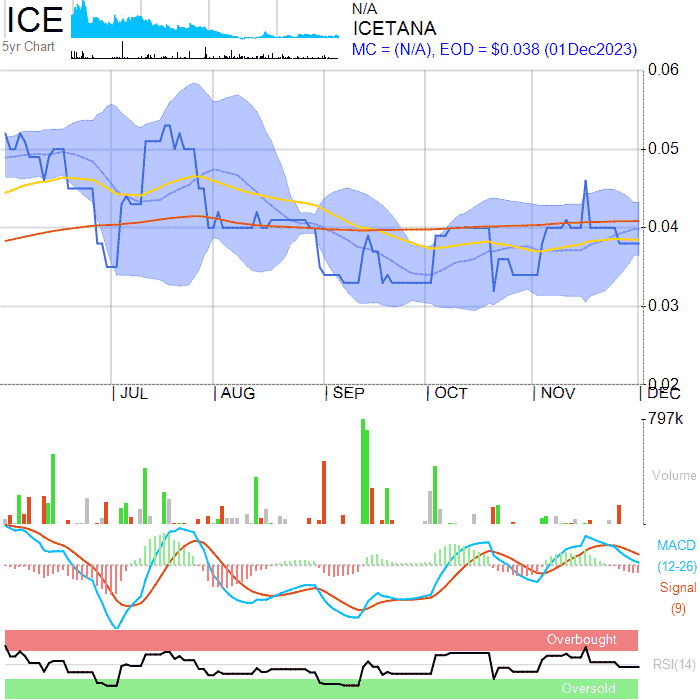 ICE
5yr Chart
N/A
ICETANA
MC = (N/A), EOD = $0.038 (01Dec2023)
0.06
0.05
0.04
0.03
0.02
JUL
AUG
SEP
OCT
NOV
DEC
797k
Volume
MACD
(12-26)
Signal
(9)
Overbought
RSI(14)
Oversold